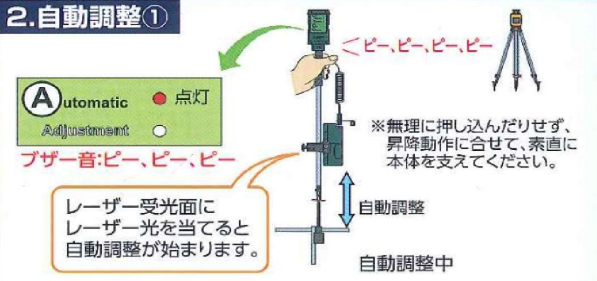 2.自動調整①
ピー、ピー、ピー、ピー
Automatic 点灯
Adjustment
ブザー音:ピー、ピー、ピー
※無理に押し込んだりせず、
昇降動作に合せて、素直に
本体を支えてください。
レーザー受光面に
レーザー光を当てると
自動調整が始まります。
自動調整
自動調整中